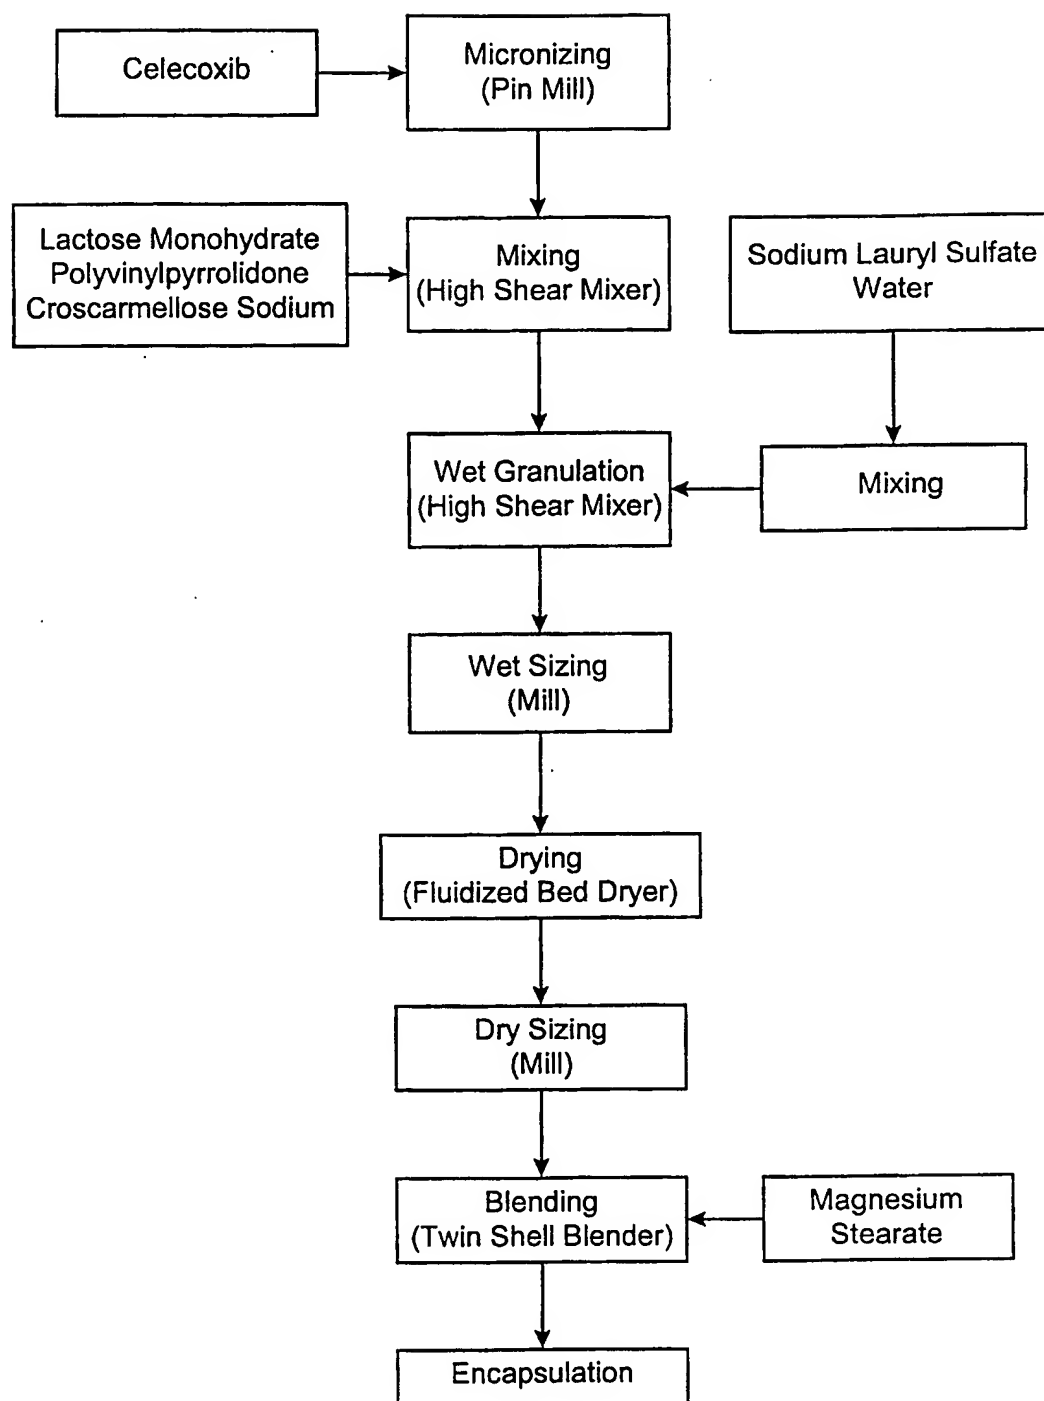 Celecoxib
Micronizing
(Pin Mill)
Lactose Monohydrate
Polyvinylpyrrolidone
Croscarmellose Sodium
Mixing
(High Shear Mixer)
Sodium Lauryl Sulfate
Water
Wet Granulation
(High Shear Mixer)
Mixing
Wet Sizing
(Mill)
Drying
(Fluidized Bed Dryer)
Dry Sizing
(Mill)
Blending
(Twin Shell Blender)
Magnesium
Stearate
Encapsulation